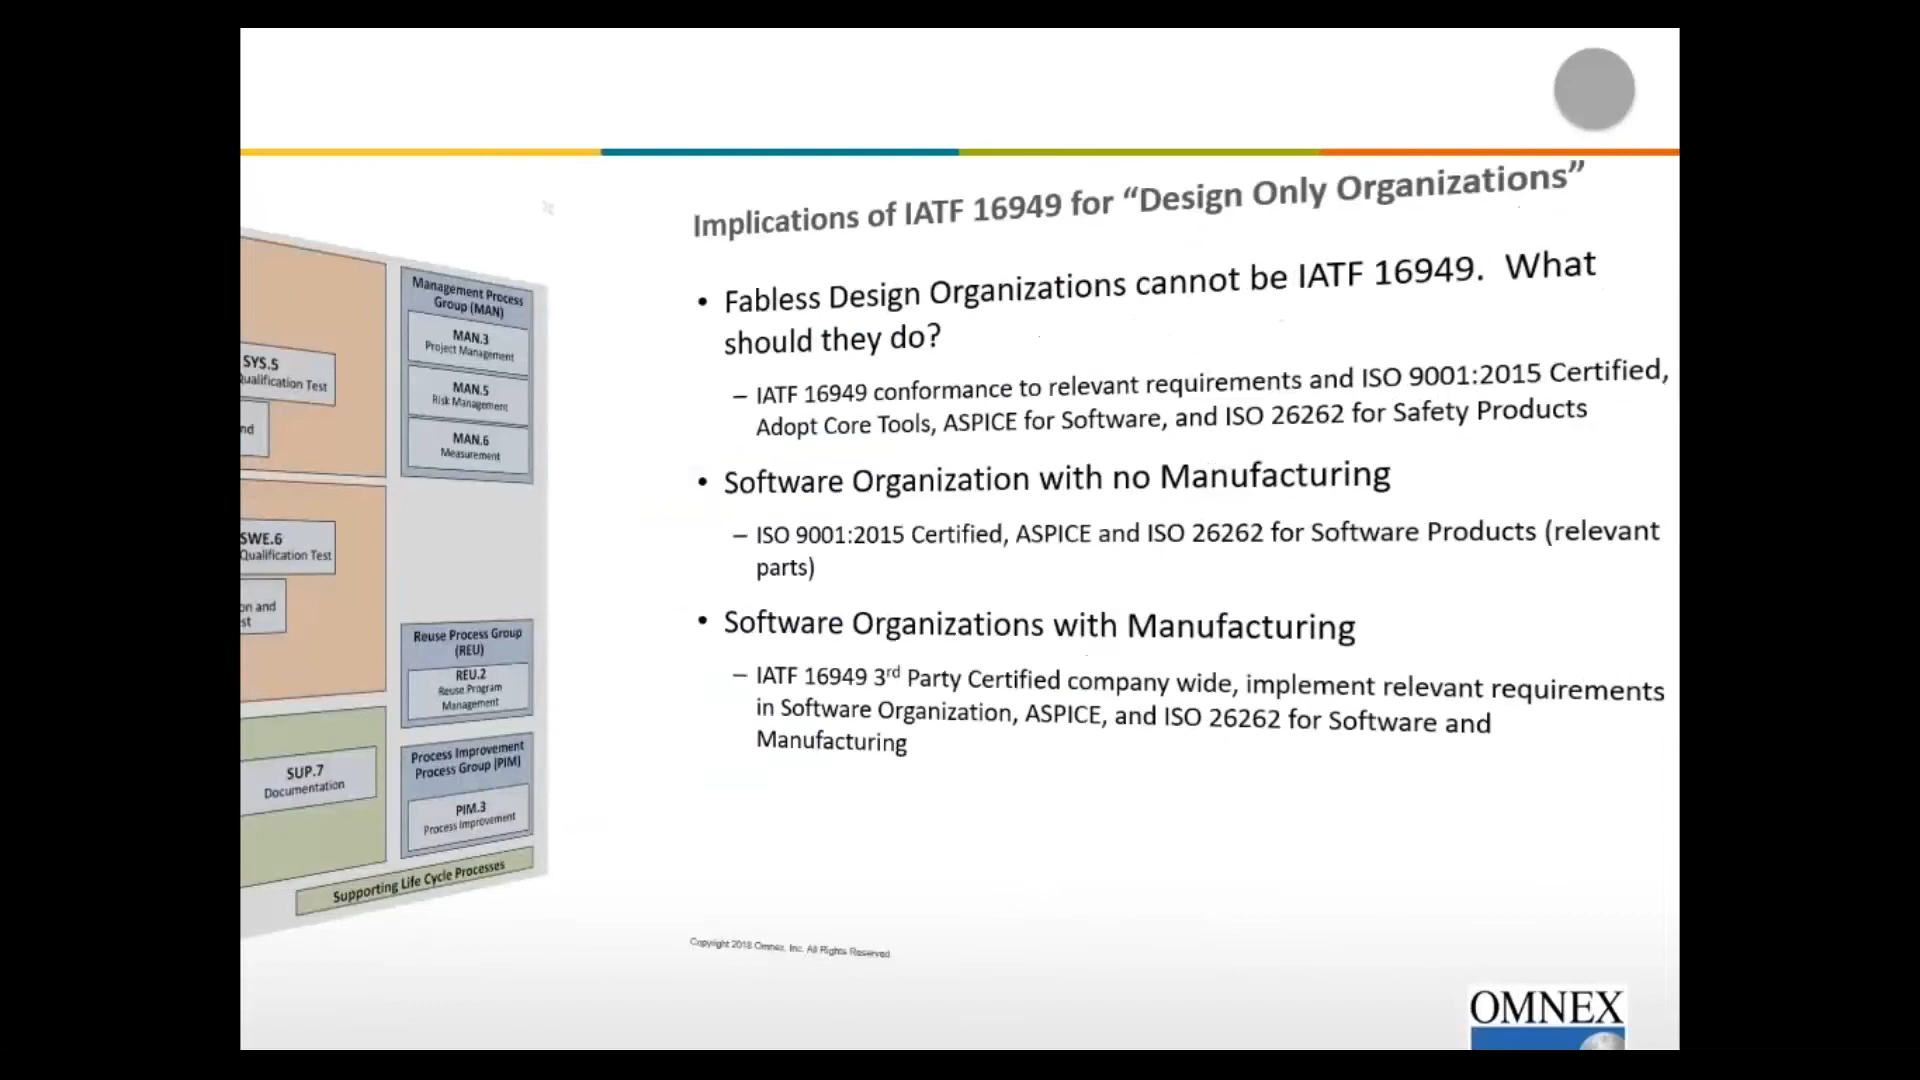 Implications of IATF 16949 for “Design Only Organizations”
• Fabless Design Organizations cannot be IATF 16949. What
should they do?
– IATF 16949 conformance to relevant requirements and ISO 9001:2015 Certified,
Adopt Core Tools, ASPICE for Software, and ISO 26262 for Safety Products
• Software Organization with no Manufacturing
– ISO 9001:2015 Certified, ASPICE and ISO 26262 for Software Products (relevant
parts)
• Software Organizations with Manufacturing
– IATF 16949 3rd Party Certified company wide, implement relevant requirements
in Software Organization, ASPICE, and ISO 26262 for Software and
Manufacturing
SYS.5
Qualification Test
nd
SWE.6
Qualification Test
on and
st
SUP.7
Documentation
Management Process
Group (MAN)
MAN.3
Project Management
MAN.5
Risk Management
MAN.6
Measurement
Reuse Process Group
(REU)
REU.2
Reuse Program
Management
Process Improvement
Process Group (PIM)
PIM.3
Process Improvement
Supporting Life Cycle Processes
Copyright 2018 Omnex, Inc. All Rights Reserved
OMNEX